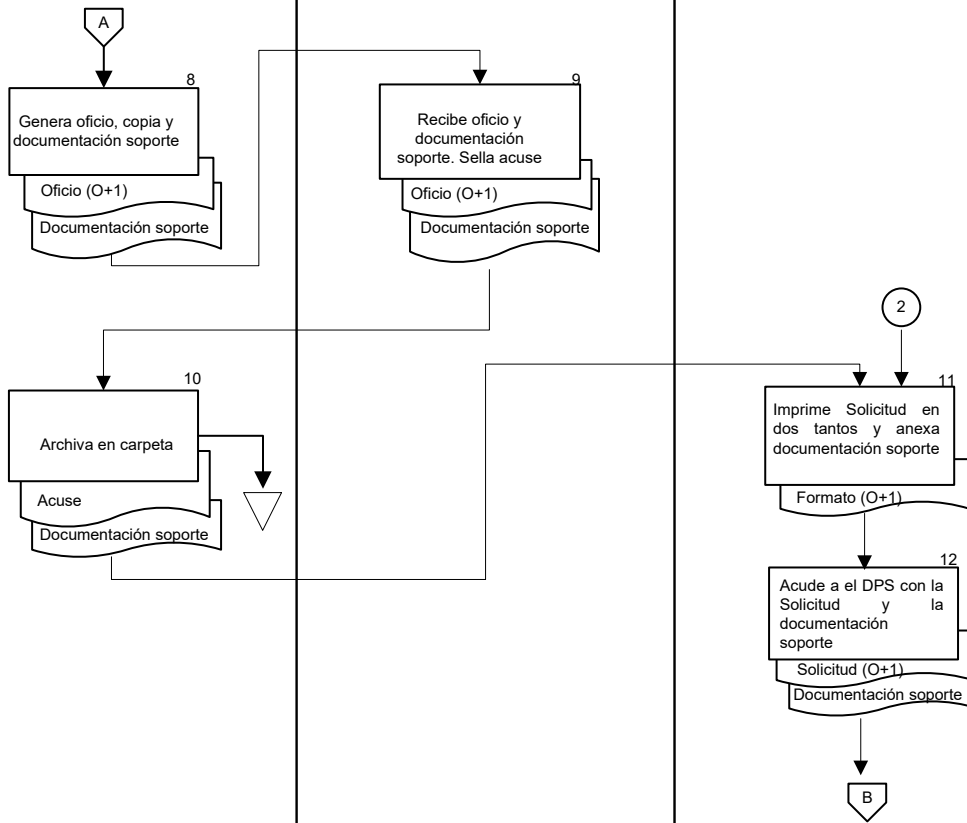 A
8
Genera oficio, copia y
documentación soporte
Oficio (O+1)
Documentación soporte
9
Recibe oficio y
documentación
soporte. Sella acuse
Oficio (O+1)
Documentación soporte
10
Archiva en carpeta
Acuse
Documentación soporte
2
11
Imprime Solicitud en
dos tantos y anexa
documentación soporte
Formato (O+1)
12
Acude a el DPS con la
Solicitud y la
documentación
soporte
Solicitud (O+1)
Documentación soporte
B